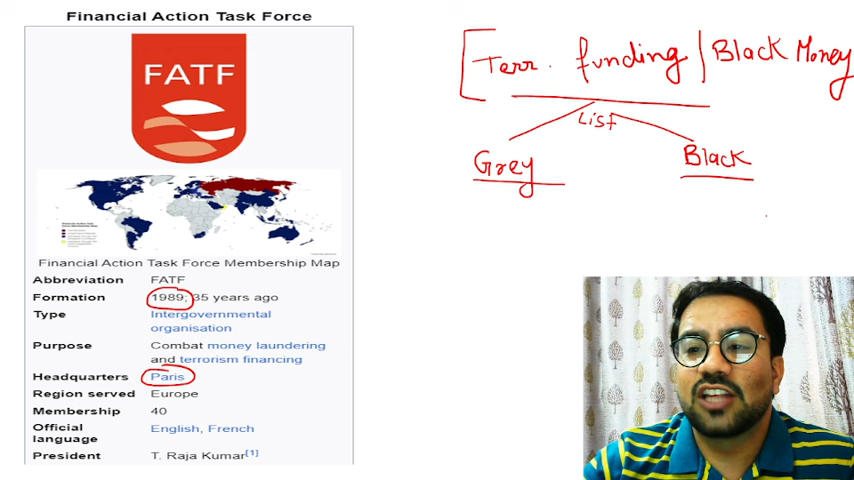 Financial Action Task Force
FATF
Financial Action Task Force Membership Map
Abbreviation FATF
Formation 1989; 35 years ago
Type Intergovernmental
organisation
Purpose Combat money laundering
and terrorism financing
Headquarters Paris
Region served Europe
Membership 40
Official English, French
language
President T. Raja Kumar[1]
Terr. funding | Black Money
List
Grey
Black